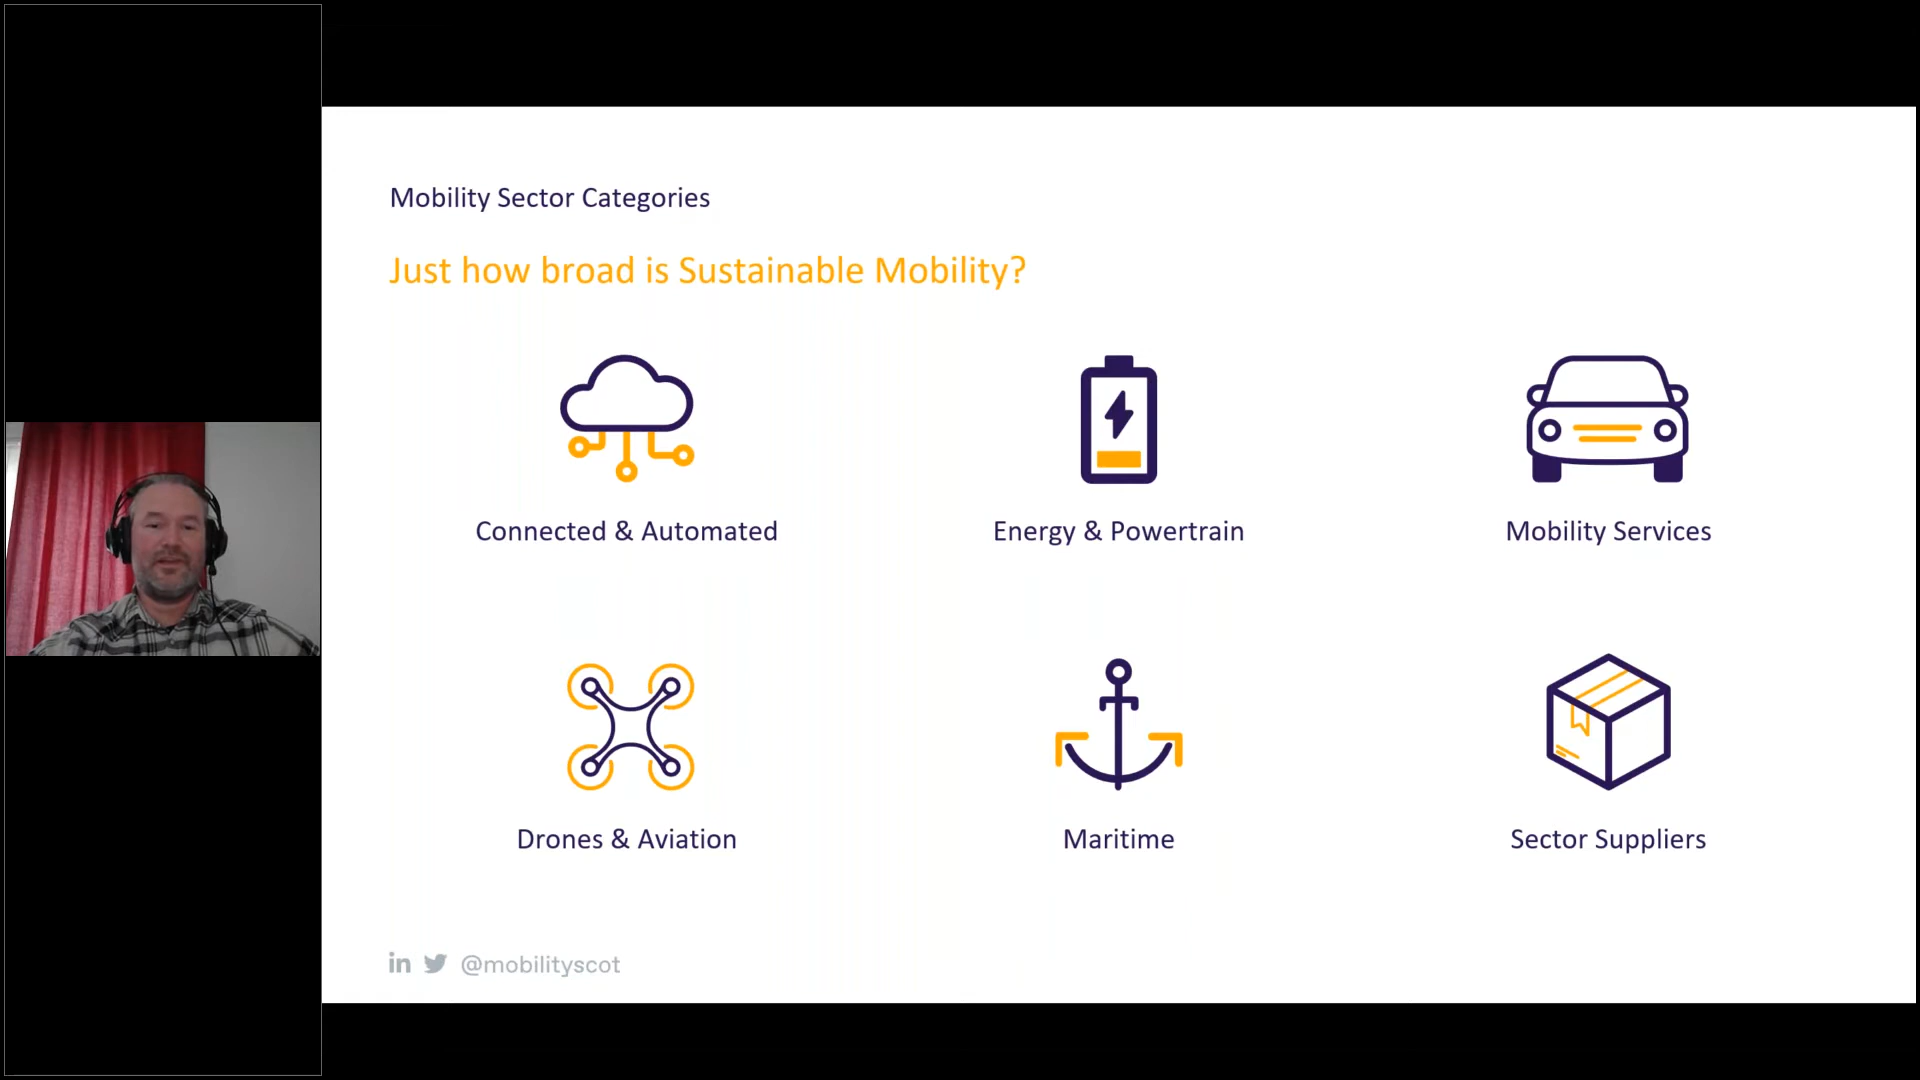 Mobility Sector Categories
Just how broad is Sustainable Mobility?
Connected & Automated
Energy & Powertrain
Mobility Services
Drones & Aviation
Maritime
Sector Suppliers
in @mobilityscot